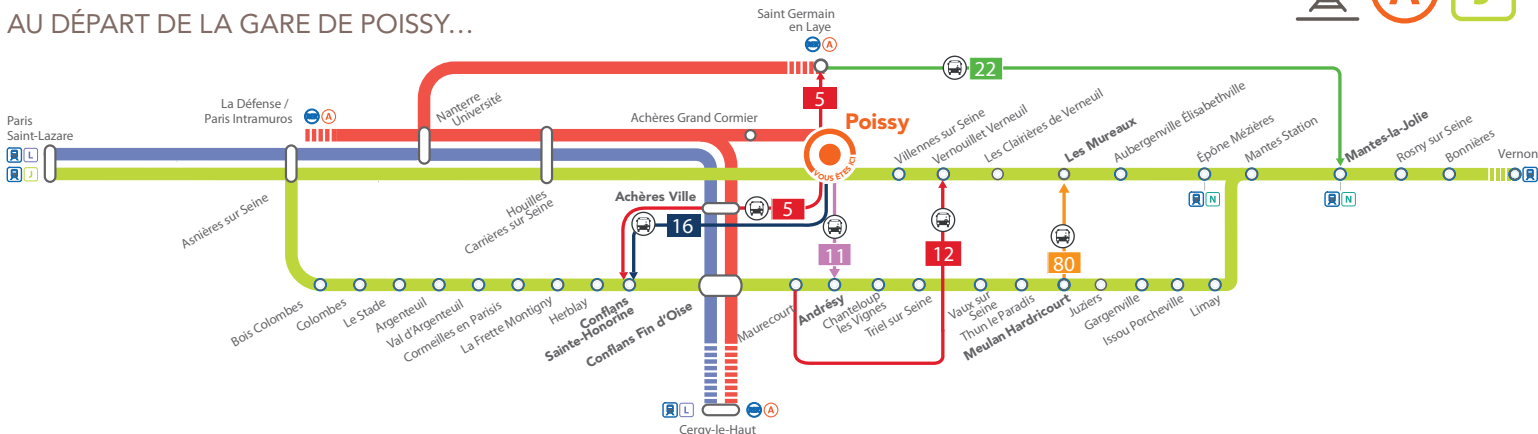 AU DÉPART DE LA GARE DE POISSY...
A
Saint Germain
en Laye
RER A
5
22
La Défense /
Paris Intramuros
RER A
Nanterre
Université
Achères Grand Cormier
Poissy
VOUS ÊTES ICI
Paris
Saint-Lazare
L
J
Asnières sur Seine
Houilles
Carrières sur Seine
Villennes sur Seine
Vernouillet Verneuil
Les Clairières de Verneuil
Les Mureaux
Aubergenville Élisabethville
Épône Mézières
N
Mantes Station
Mantes-la-Jolie
N
Rosny sur Seine
Bonnières
Vernon
Achères Ville
5
16
11
12
80
Bois Colombes
Colombes
Le Stade
Argenteuil
Val d'Argenteuil
Cormeilles en Parisis
La Frette Montigny
Herblay
Conflans
Sainte-Honorine
Conflans Fin d'Oise
Maurecourt
Andrésy
Chanteloup
les Vignes
Triel sur Seine
Vaux sur
Seine
Thun le Paradis
Meulan Hardricourt
Juziers
Gargenville
Issou Porcheville
Limay
L
RER A
Cergy-le-Haut